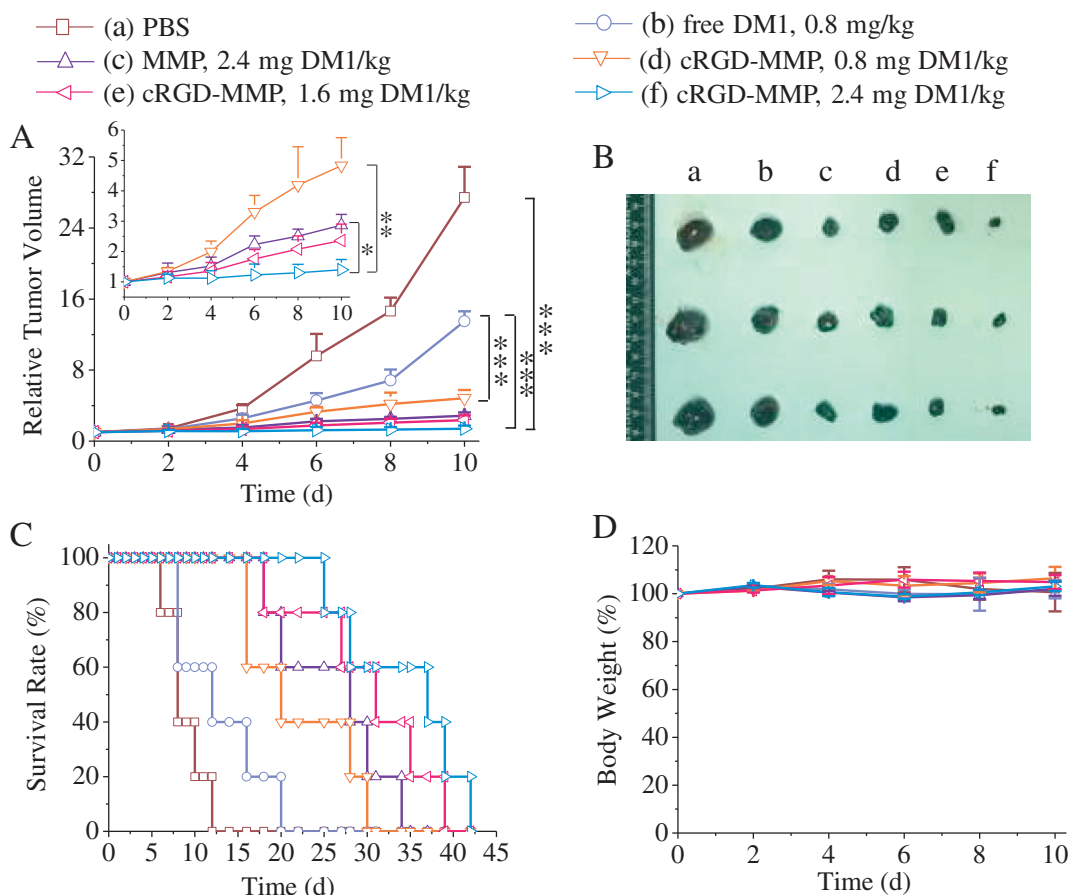 (a) PBS
(b) free DM1, 0.8 mg/kg
(c) MMP, 2.4 mg DM1/kg
(d) cRGD-MMP, 0.8 mg DM1/kg
(e) cRGD-MMP, 1.6 mg DM1/kg
(f) cRGD-MMP, 2.4 mg DM1/kg
A
Relative Tumor Volume
32
24
16
8
0
0 2 4 6 8 10
Time (d)
6
5
4
3
2
1
0 2 4 6 8 10
*
**
***
***
***
B
a b c d e f
C
Survival Rate (%)
100
80
60
40
20
0
0 5 10 15 20 25 30 35 40 45
Time (d)
D
Body Weight (%)
120
100
80
60
40
20
0
0 2 4 6 8 10
Time (d)